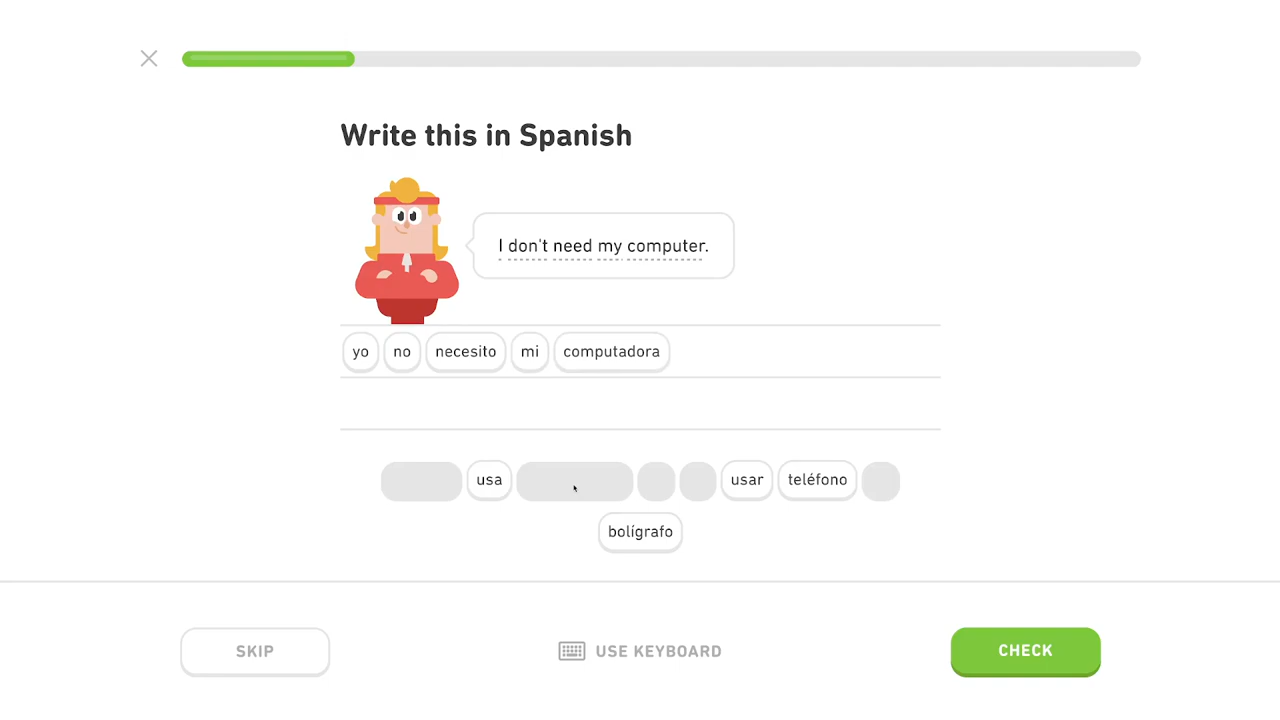 Write this in Spanish
I don't need my computer.
yo no necesito mi computadora
usa usar teléfono
bolígrafo
SKIP USE KEYBOARD CHECK